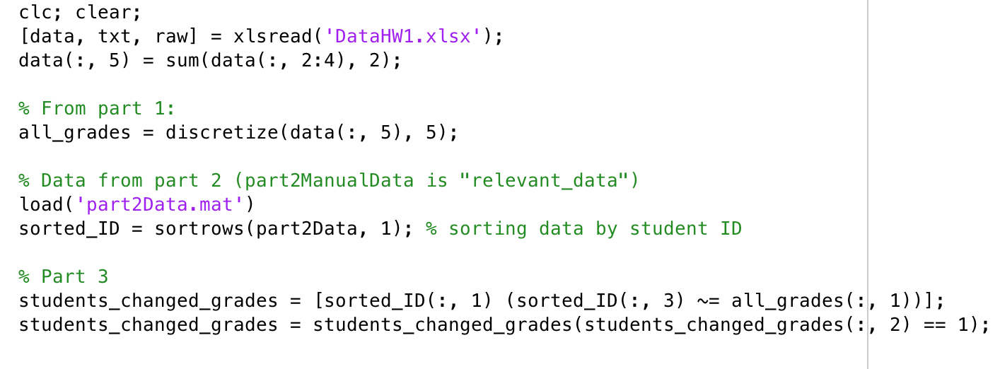 clc; clear;
[data, txt, raw] = xlsread('DataHW1.xlsx');
data(:, 5) = sum(data(:, 2:4), 2);
% From part 1:
all_grades = discretize(data(:, 5), 5);
% Data from part 2 (part2ManualData is "relevant_data")
load('part2Data.mat')
sorted_ID = sortrows(part2Data, 1); % sorting data by student ID
% Part 3
students_changed_grades = [sorted_ID(:, 1) (sorted_ID(:, 3) ~= all_grades(:, 1))];
students_changed_grades = students_changed_grades(students_changed_grades(:, 2) == 1);